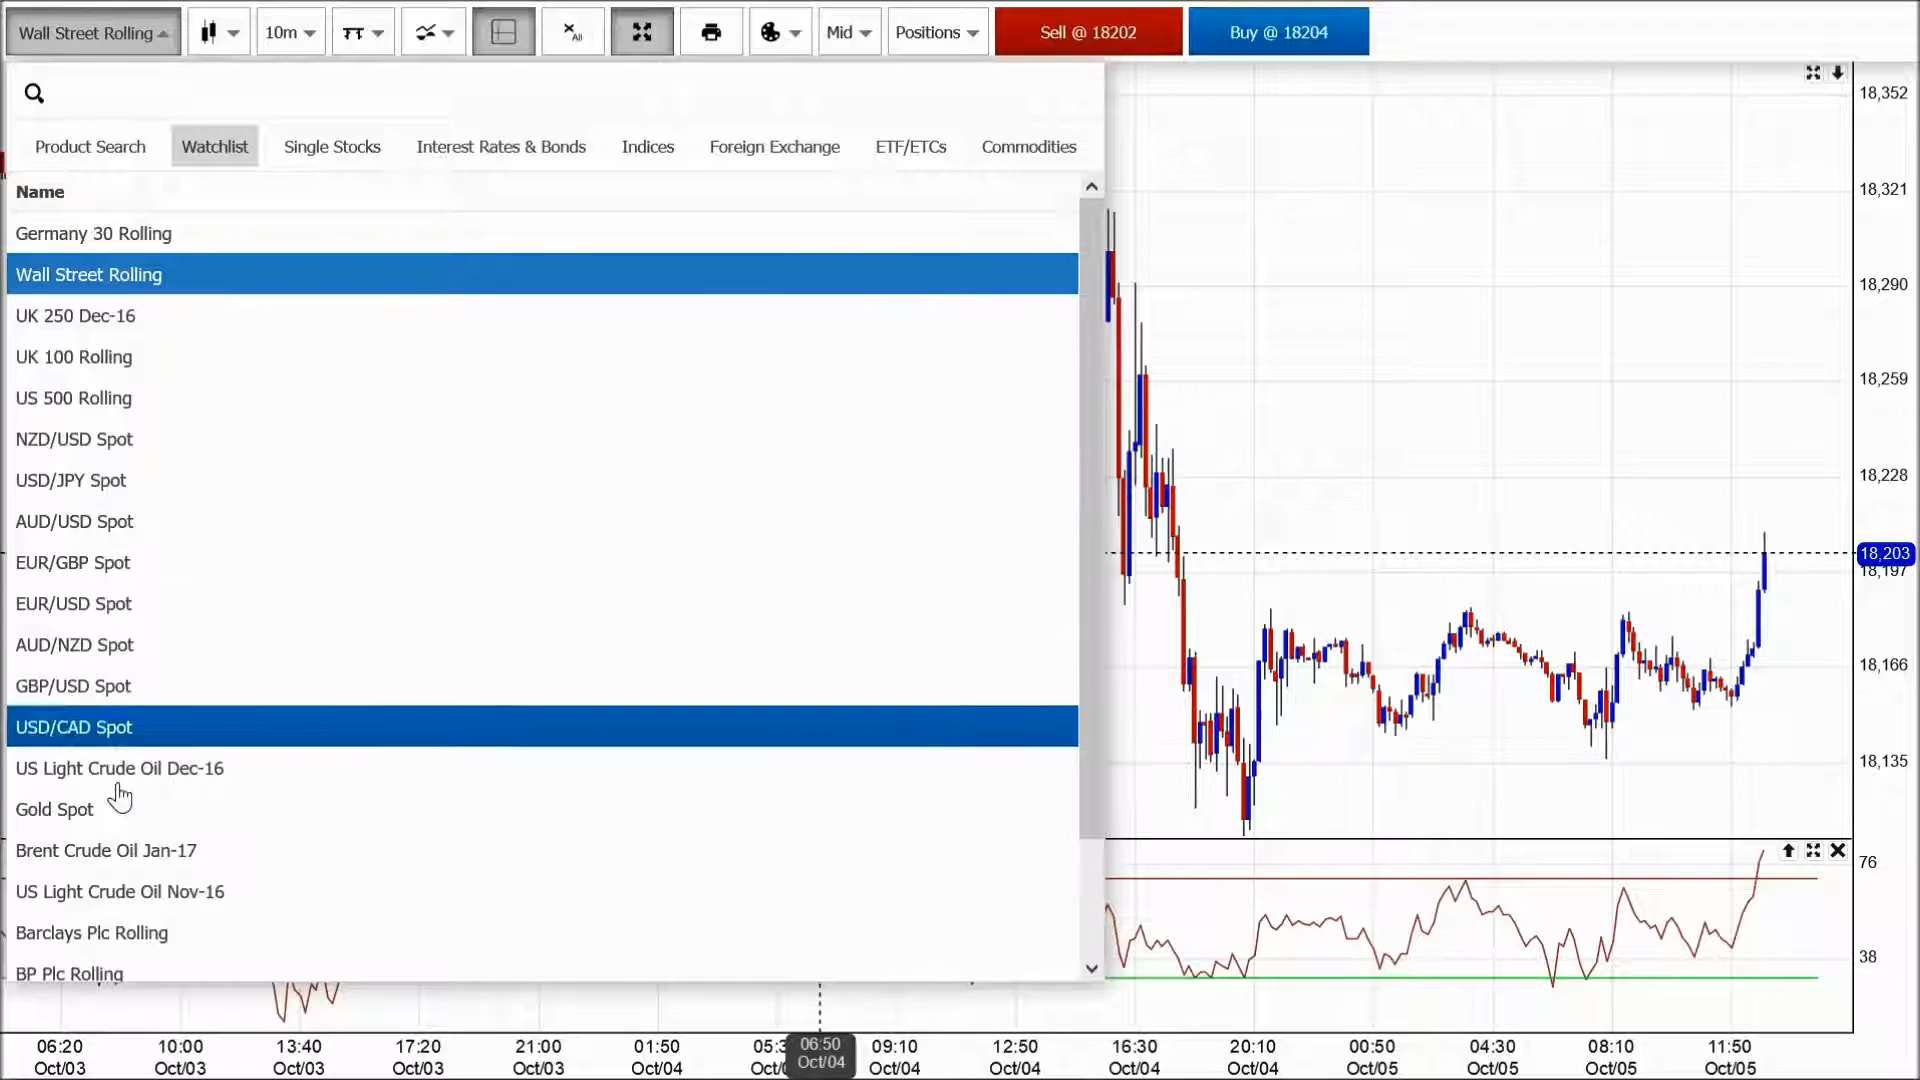 Wall Street Rolling 10m All Mid Positions Sell @ 18202 Buy @ 18204
Product Search Watchlist Single Stocks Interest Rates & Bonds Indices Foreign Exchange ETF/ETCs Commodities
Name
Germany 30 Rolling
Wall Street Rolling
UK 250 Dec-16
UK 100 Rolling
US 500 Rolling
NZD/USD Spot
USD/JPY Spot
AUD/USD Spot
EUR/GBP Spot
EUR/USD Spot
AUD/NZD Spot
GBP/USD Spot
USD/CAD Spot
US Light Crude Oil Dec-16
Gold Spot
Brent Crude Oil Jan-17
US Light Crude Oil Nov-16
Barclays Plc Rolling
BP Plc Rolling
18,352
18,321
18,290
18,259
18,228
18,203
18,197
18,166
18,135
76
38
06:20 10:00 13:40 17:20 21:00 01:50 05:3 06:50 09:10 12:50 16:30 20:10 00:50 04:30 08:10 11:50
Oct/03 Oct/03 Oct/03 Oct/03 Oct/03 Oct/04 Oct/ Oct/04 Oct/04 Oct/04 Oct/04 Oct/04 Oct/05 Oct/05 Oct/05 Oct/05